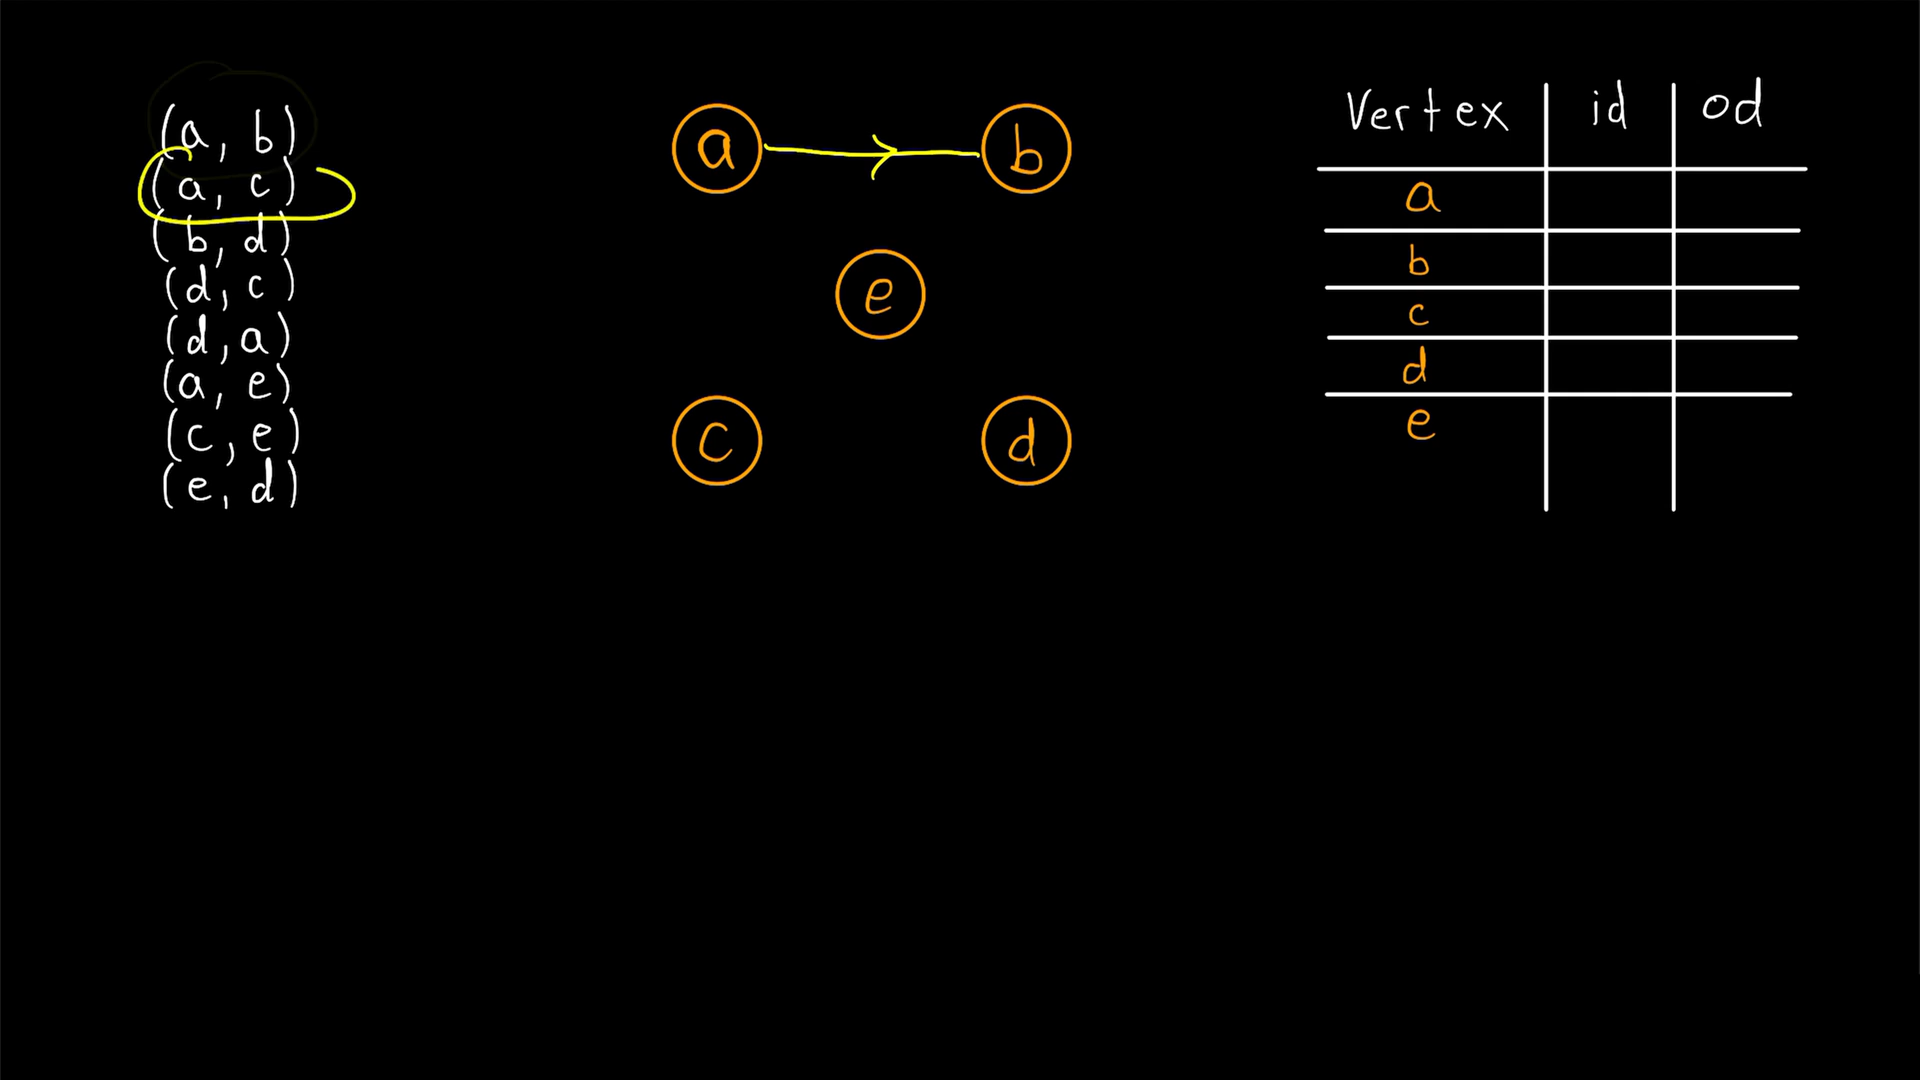 (a, b)
(a, c)
(b, d)
(d, c)
(d, a)
(a, e)
(c, e)
(e, d)
a
b
e
c
d
Vertex id od
a
b
c
d
e